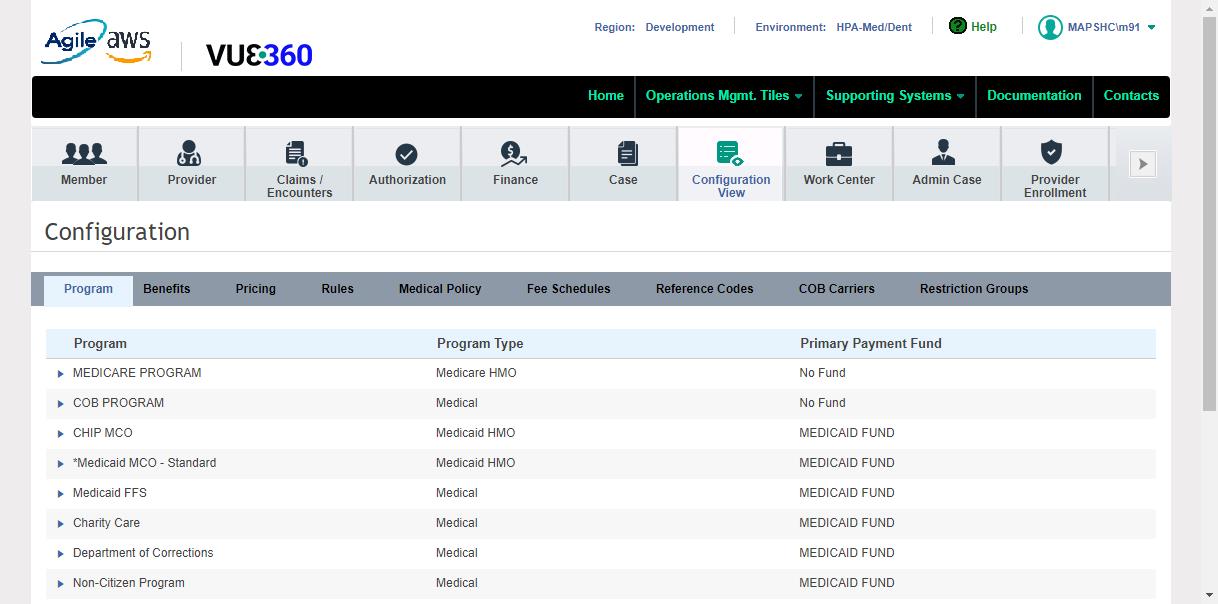 Region: Development Environment: HPA-Med/Dent Help MAPSHC\m91
Agile aws
VUE360
Home Operations Mgmt. Tiles Supporting Systems Documentation Contacts
Member Provider Claims / Encounters Authorization Finance Case Configuration View Work Center Admin Case Provider Enrollment
Configuration
Program Benefits Pricing Rules Medical Policy Fee Schedules Reference Codes COB Carriers Restriction Groups
Program Program Type Primary Payment Fund
MEDICARE PROGRAM Medicare HMO No Fund
COB PROGRAM Medical No Fund
CHIP MCO Medicaid HMO MEDICAID FUND
*Medicaid MCO - Standard Medicaid HMO MEDICAID FUND
Medicaid FFS Medical MEDICAID FUND
Charity Care Medical MEDICAID FUND
Department of Corrections Medical MEDICAID FUND
Non-Citizen Program Medical MEDICAID FUND